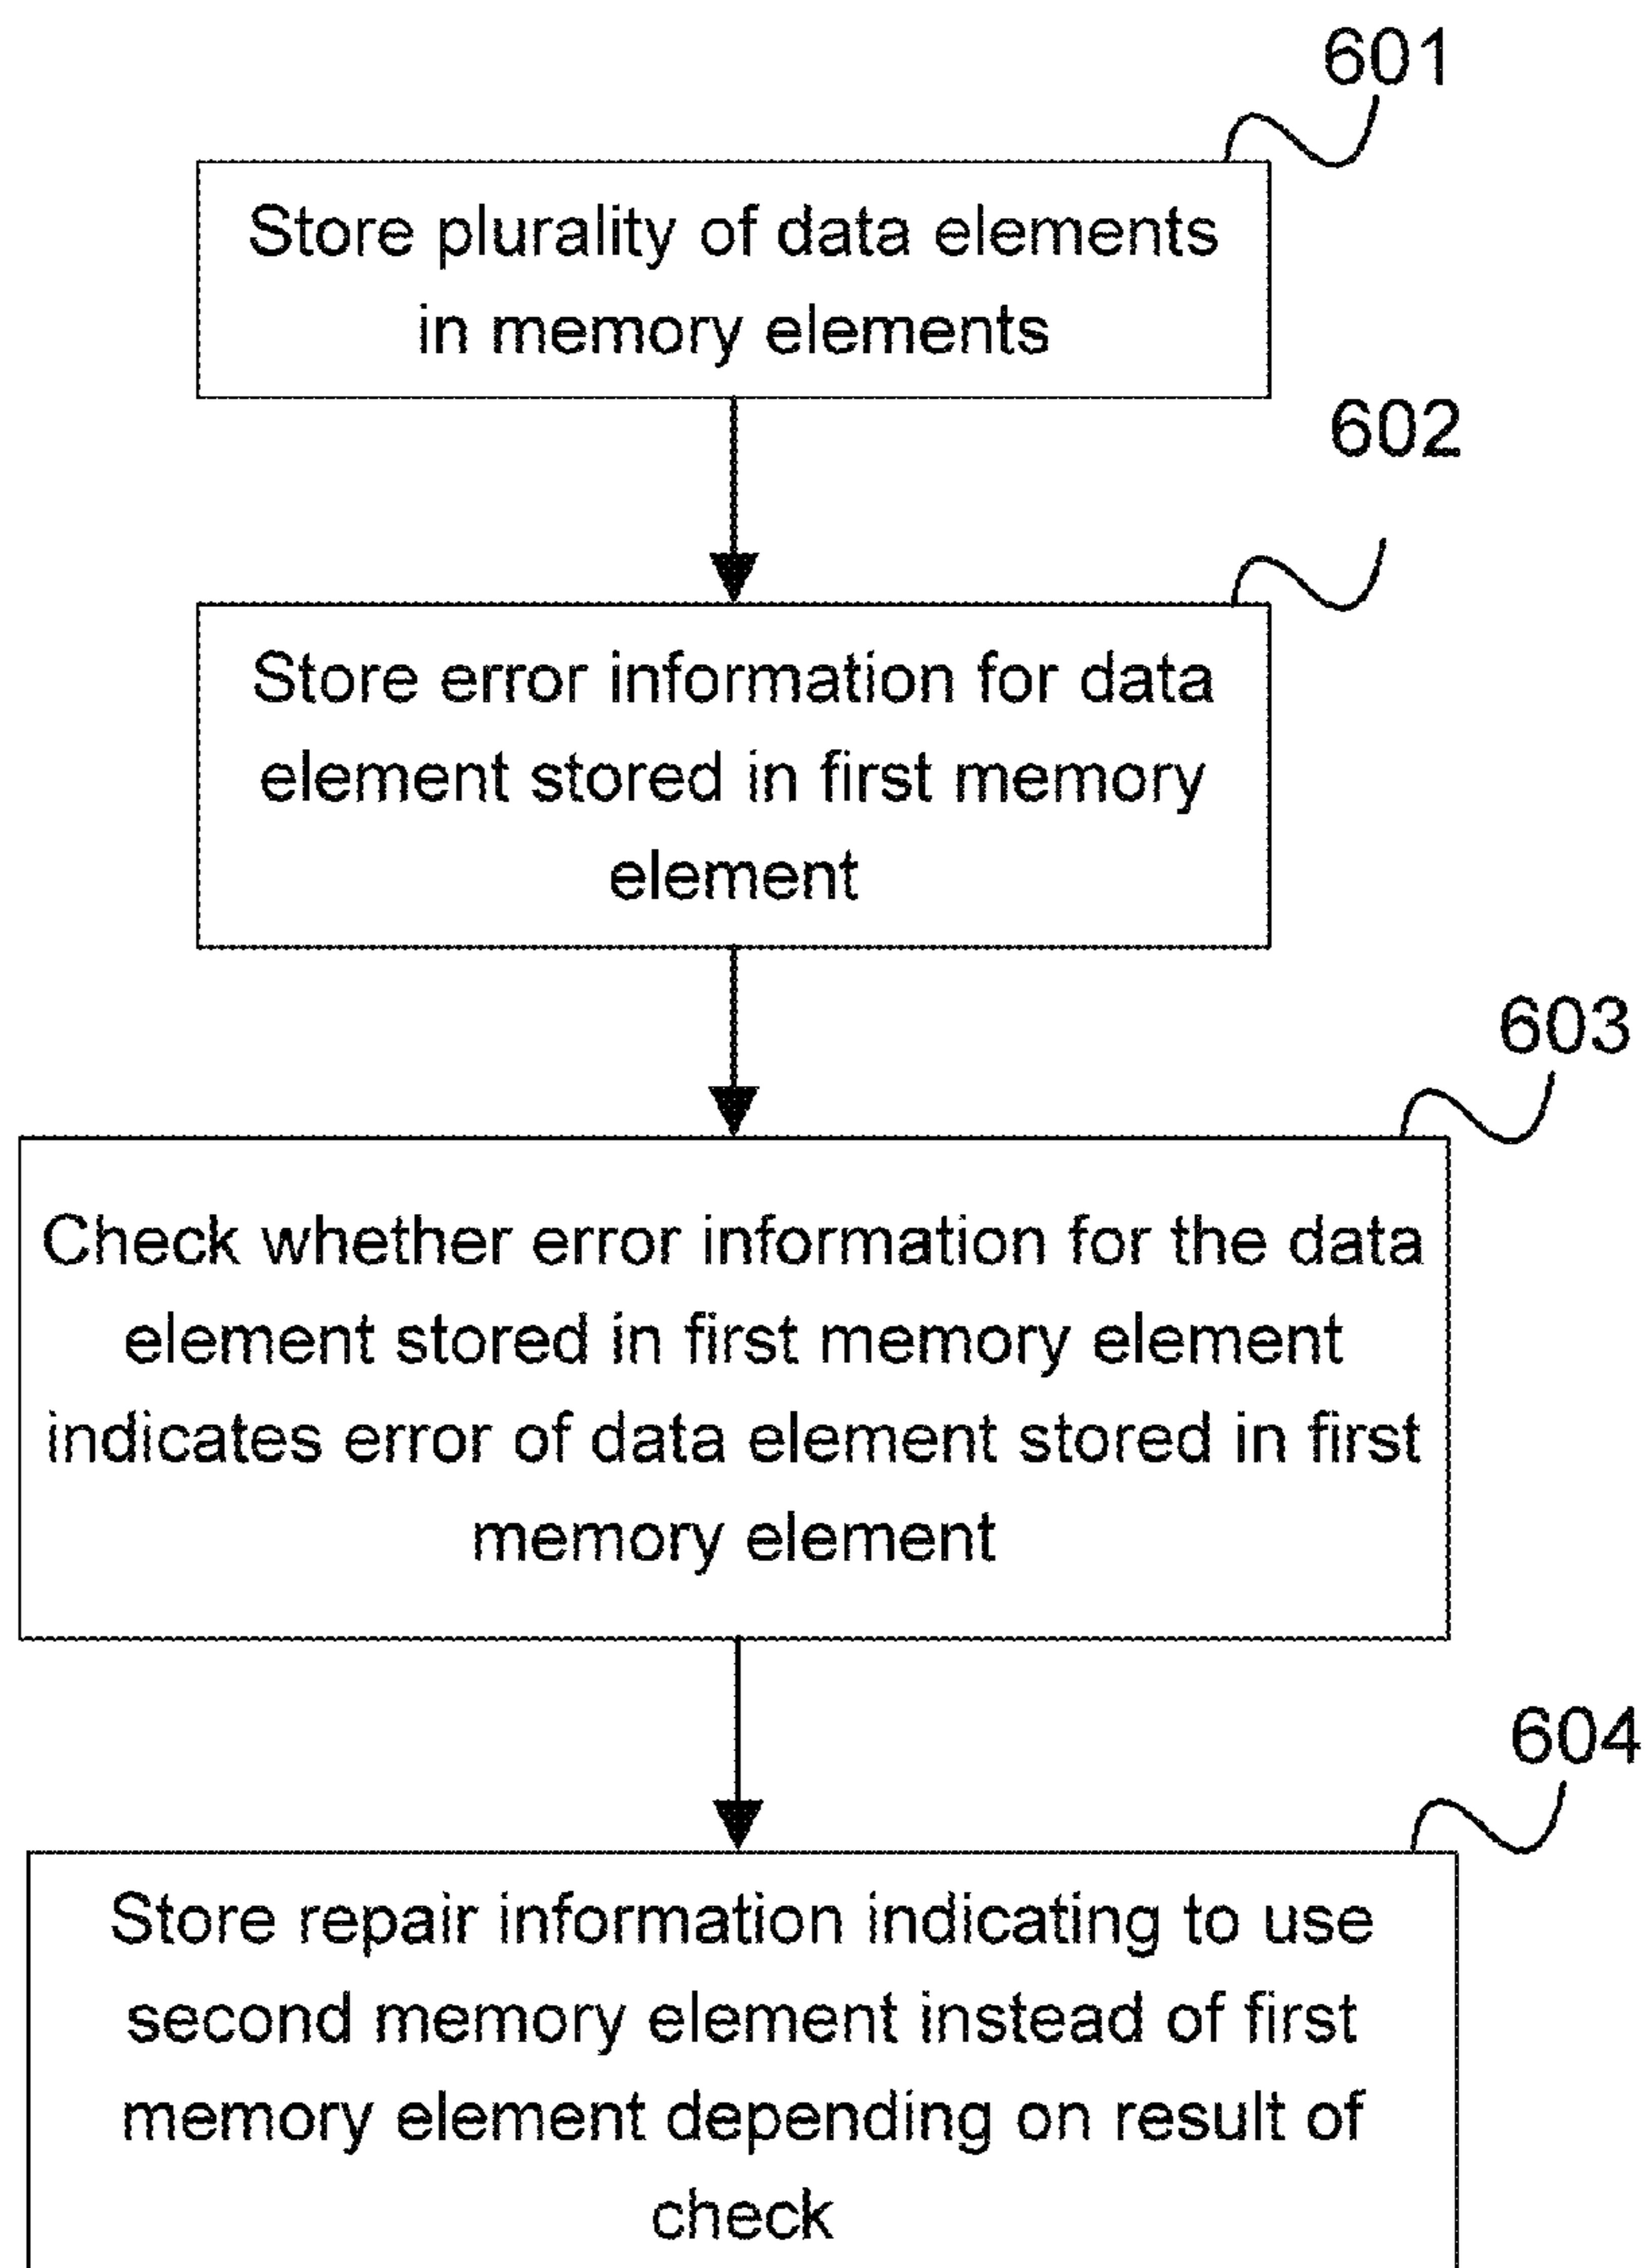 601
Store plurality of data elements
in memory elements
602
Store error information for data
element stored in first memory
element
603
Check whether error information for the data
element stored in first memory element
indicates error of data element stored in first
memory element
604
Store repair information indicating to use
second memory element instead of first
memory element depending on result of
check